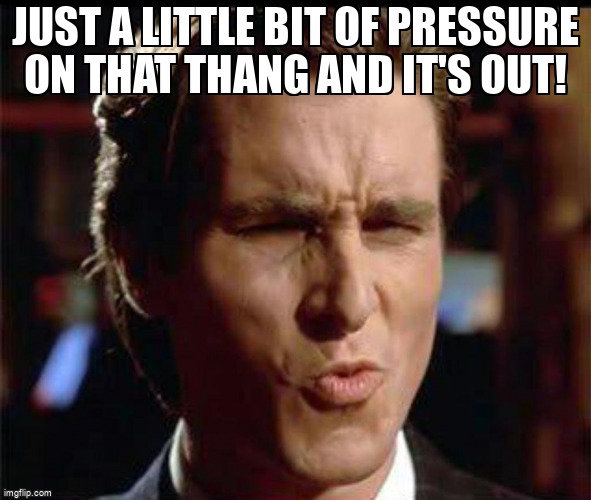 JUST A LITTLE BIT OF PRESSURE
ON THAT THANG AND IT'S OUT!
imgflip.com